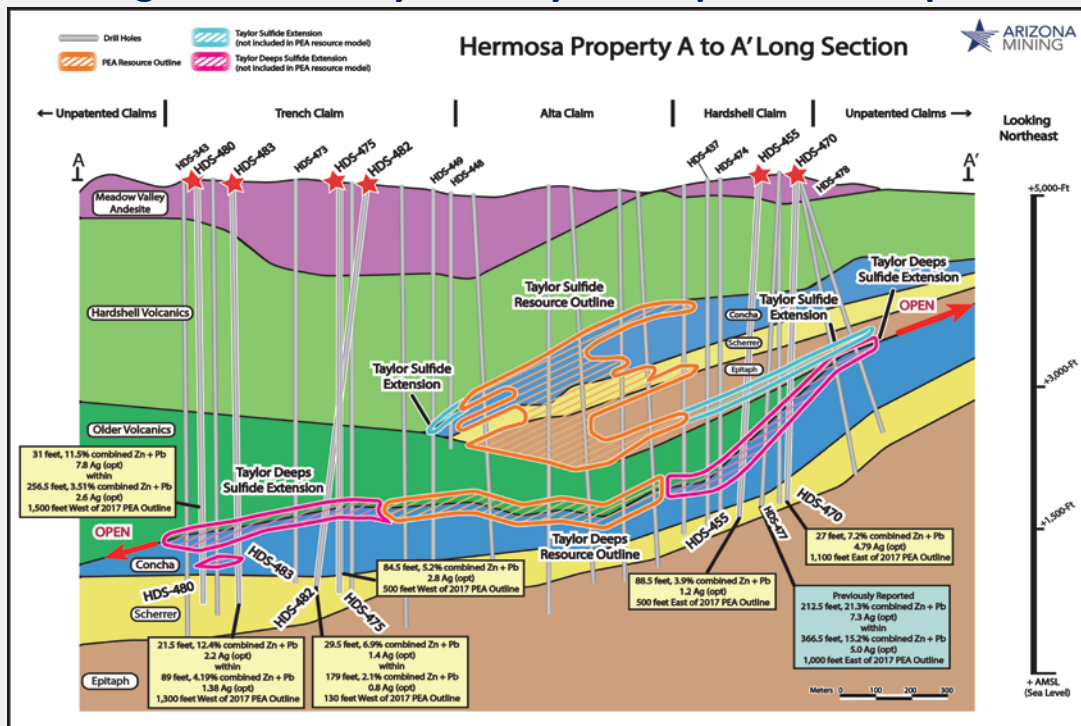 Drill Holes
PEA Resource Outline
Taylor Sulfide Extension
(not included in PEA resource model)
Taylor Deeps Sulfide Extension
(not included in PEA resource model)
Hermosa Property A to A' Long Section
ARIZONA
MINING
← Unpatented Claims
Trench Claim
Alta Claim
Hardshell Claim
Unpatented Claims →
Looking
Northeast
A
HDS-343
HDS-480
HDS-483
HDS-473
HDS-475
HDS-482
HDS-449
HDS-448
HDS-437
HDS-474
HDS-455
HDS-470
HDS-478
A'
+5,000-Ft
Meadow Valley
Andesite
Taylor Deeps
Sulfide Extension
Taylor Sulfide
Resource Outline
Taylor Sulfide
Extension
OPEN
Hardshell Volcanics
Concha
Scherrer
Epitaph
Taylor Sulfide
Extension
+3,000-Ft
Older Volcanics
31 feet, 11.5% combined Zn + Pb
7.8 Ag (opt)
within
256.5 feet, 3.51% combined Zn + Pb
2.6 Ag (opt)
1,500 feet West of 2017 PEA Outline
Taylor Deeps
Sulfide Extension
OPEN
Concha
HDS-480
HDS-483
HDS-482
HDS-475
Taylor Deeps
Resource Outline
HDS-455
HDS-477
HDS-470
+1,500-Ft
84.5 feet, 5.2% combined Zn + Pb
2.8 Ag (opt)
500 feet West of 2017 PEA Outline
88.5 feet, 3.9% combined Zn + Pb
1.2 Ag (opt)
500 feet East of 2017 PEA Outline
27 feet, 7.2% combined Zn + Pb
4.79 Ag (opt)
1,100 feet East of 2017 PEA Outline
Previously Reported
212.5 feet, 21.3% combined Zn + Pb
7.3 Ag (opt)
within
366.5 feet, 15.2% combined Zn + Pb
5.0 Ag (opt)
1,000 feet East of 2017 PEA Outline
Scherrer
21.5 feet, 12.4% combined Zn + Pb
2.2 Ag (opt)
within
89 feet, 4.19% combined Zn + Pb
1.38 Ag (opt)
1,300 feet West of 2017 PEA Outline
29.5 feet, 6.9% combined Zn + Pb
1.4 Ag (opt)
within
179 feet, 2.1% combined Zn + Pb
0.8 Ag (opt)
130 feet West of 2017 PEA Outline
Epitaph
Meters 0 100 200 300
+ AMSL
(Sea Level)